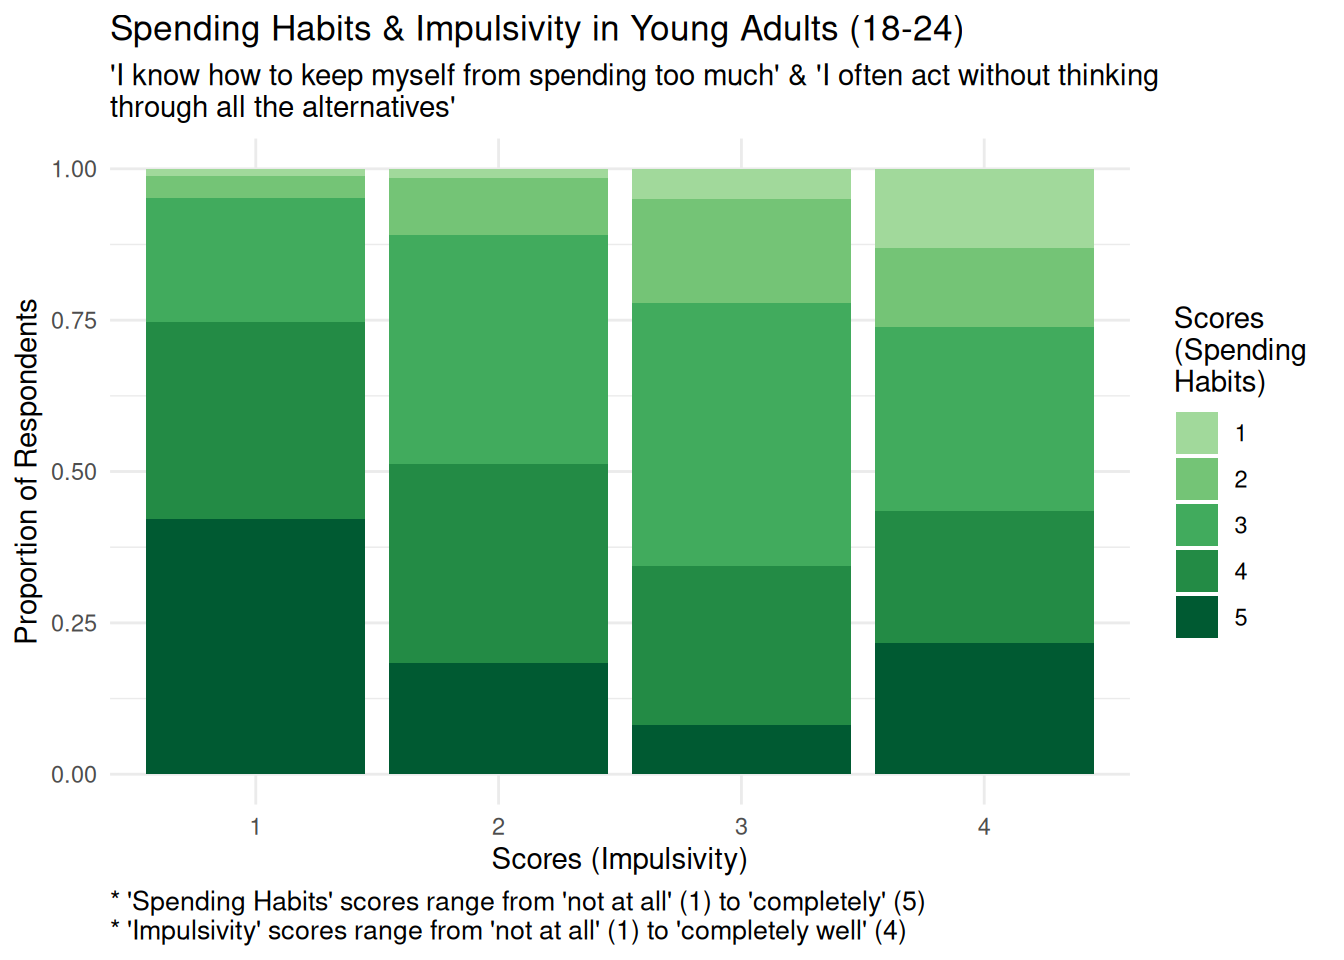 Spending Habits & Impulsivity in Young Adults (18-24)
'I know how to keep myself from spending too much' & 'I often act without thinking
through all the alternatives'
Proportion of Respondents
1.00
0.75
0.50
0.25
0.00
1
2
3
4
Scores (Impulsivity)
Scores
(Spending
Habits)
1
2
3
4
5
* 'Spending Habits' scores range from 'not at all' (1) to 'completely' (5)
* 'Impulsivity' scores range from 'not at all' (1) to 'completely well' (4)